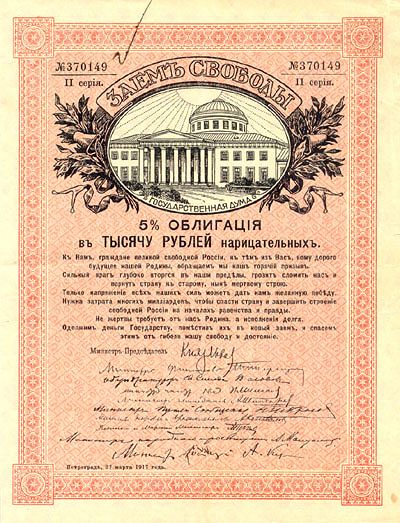 №370149
№370149
II серія.
II серія.
ЗАЕМЪ СВОБОДЫ
ГОСУДАРСТВЕННАЯ ДУМА
5% ОБЛИГАЦІЯ
въ ТЫСЯЧУ РУБЛЕЙ нарицательныхъ.
Къ Вамъ, граждане великой свободной Россіи, къ тѣмъ изъ Васъ, кому дорого
будущее нашей Родины, обращаемъ мы нашъ горячій призывъ.
Сильный врагъ глубоко вторгся въ наши предѣлы, грозитъ сломить насъ и
вернуть страну къ старому, нынѣ мертвому строю.
Только напряженіе всѣхъ нашихъ силъ можетъ дать намъ желанную побѣду.
Нужна затрата многихъ милліардовъ, чтобы спасти страну и завершить строеніе
свободной Россіи на началахъ равенства и правды.
Не жертвы требуетъ отъ насъ Родина, а исполненія долга.
Одолжимъ деньги Государству, помѣстивъ ихъ въ новый заемъ, и спасемъ
этимъ отъ гибели нашу свободу и достояніе.
Министръ-Предсѣдатель
Министръ
Петроградъ, 27 марта 1917 года.